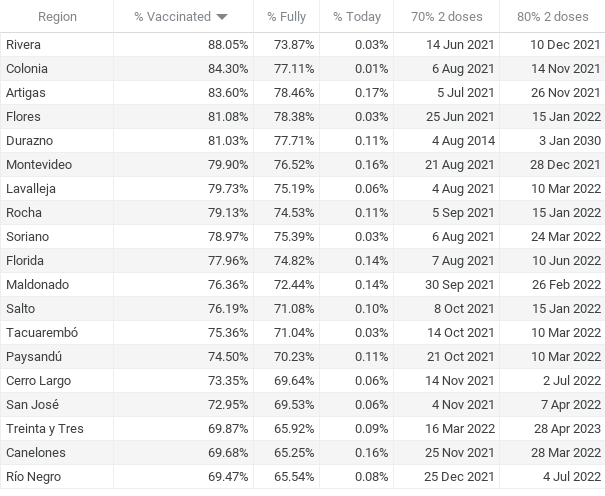 Region % Vaccinated % Fully % Today 70% 2 doses 80% 2 doses
Rivera 88.05% 73.87% 0.03% 14 Jun 2021 10 Dec 2021
Colonia 84.30% 77.11% 0.01% 6 Aug 2021 14 Nov 2021
Artigas 83.60% 78.46% 0.17% 5 Jul 2021 26 Nov 2021
Flores 81.08% 78.38% 0.03% 25 Jun 2021 15 Jan 2022
Durazno 81.03% 77.71% 0.11% 4 Aug 2014 3 Jan 2030
Montevideo 79.90% 76.52% 0.16% 21 Aug 2021 28 Dec 2021
Lavalleja 79.73% 75.19% 0.06% 4 Aug 2021 10 Mar 2022
Rocha 79.13% 74.53% 0.11% 5 Sep 2021 15 Jan 2022
Soriano 78.97% 75.39% 0.03% 6 Aug 2021 24 Mar 2022
Florida 77.96% 74.82% 0.14% 7 Aug 2021 10 Jun 2022
Maldonado 76.36% 72.44% 0.14% 30 Sep 2021 26 Feb 2022
Salto 76.19% 71.08% 0.10% 8 Oct 2021 15 Jan 2022
Tacuarembó 75.36% 71.04% 0.03% 14 Oct 2021 10 Mar 2022
Paysandú 74.50% 70.23% 0.11% 21 Oct 2021 10 Mar 2022
Cerro Largo 73.35% 69.64% 0.06% 14 Nov 2021 2 Jul 2022
San José 72.95% 69.53% 0.06% 4 Nov 2021 7 Apr 2022
Treinta y Tres 69.87% 65.92% 0.09% 16 Mar 2022 28 Apr 2023
Canelones 69.68% 65.25% 0.16% 25 Nov 2021 28 Mar 2022
Río Negro 69.47% 65.54% 0.08% 25 Dec 2021 4 Jul 2022